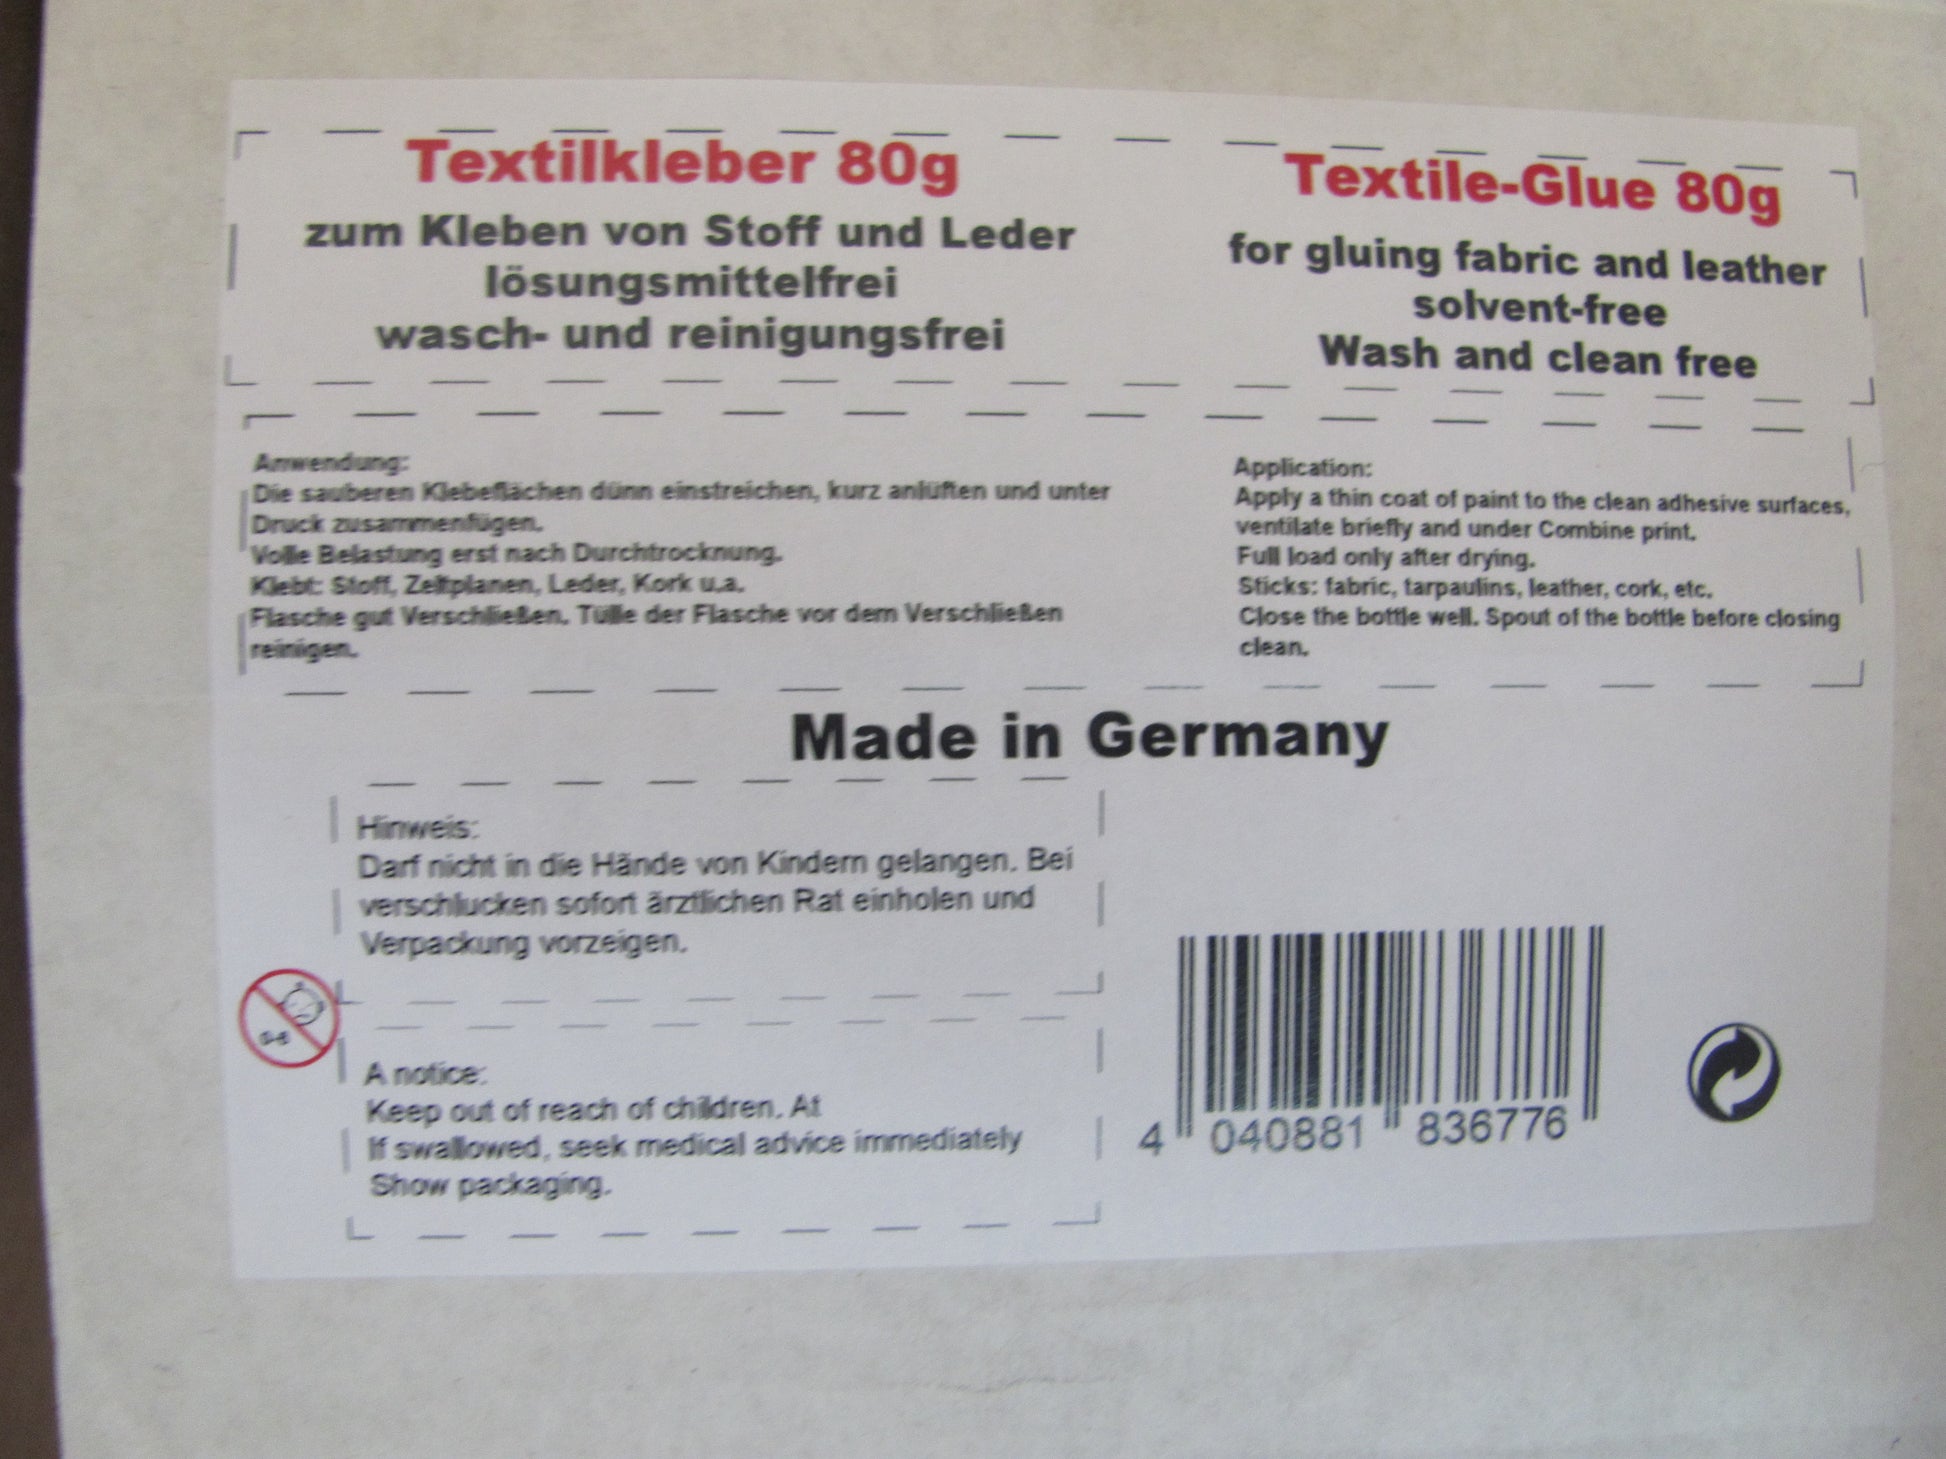 Textilkleber 80g
zum Kleben von Stoff und Leder
lösungsmittelfrei
wasch- und reinigungsfrei
Textile-Glue 80g
for gluing fabric and leather
solvent-free
Wash and clean free
Anwendung:
Die sauberen Klebeflächen dünn einstreichen, kurz anlüften und unter
Druck zusammenfügen.
Volle Belastung erst nach Durchtrocknung.
Klebt: Stoff, Zeltplanen, Leder, Kork u.a.
Flasche gut Verschließen. Tülle der Flasche vor dem Verschließen
reinigen.
Application:
Apply a thin coat of paint to the clean adhesive surfaces,
ventilate briefly and under Combine print.
Full load only after drying.
Sticks: fabric, tarpaulins, leather, cork, etc.
Close the bottle well. Spout of the bottle before closing
clean.
Made in Germany
Hinweis:
Darf nicht in die Hände von Kindern gelangen. Bei
verschlucken sofort ärztlichen Rat einholen und
Verpackung vorzeigen.
0-6
A notice:
Keep out of reach of children. At
If swallowed, seek medical advice immediately
Show packaging.
4 040881 836776